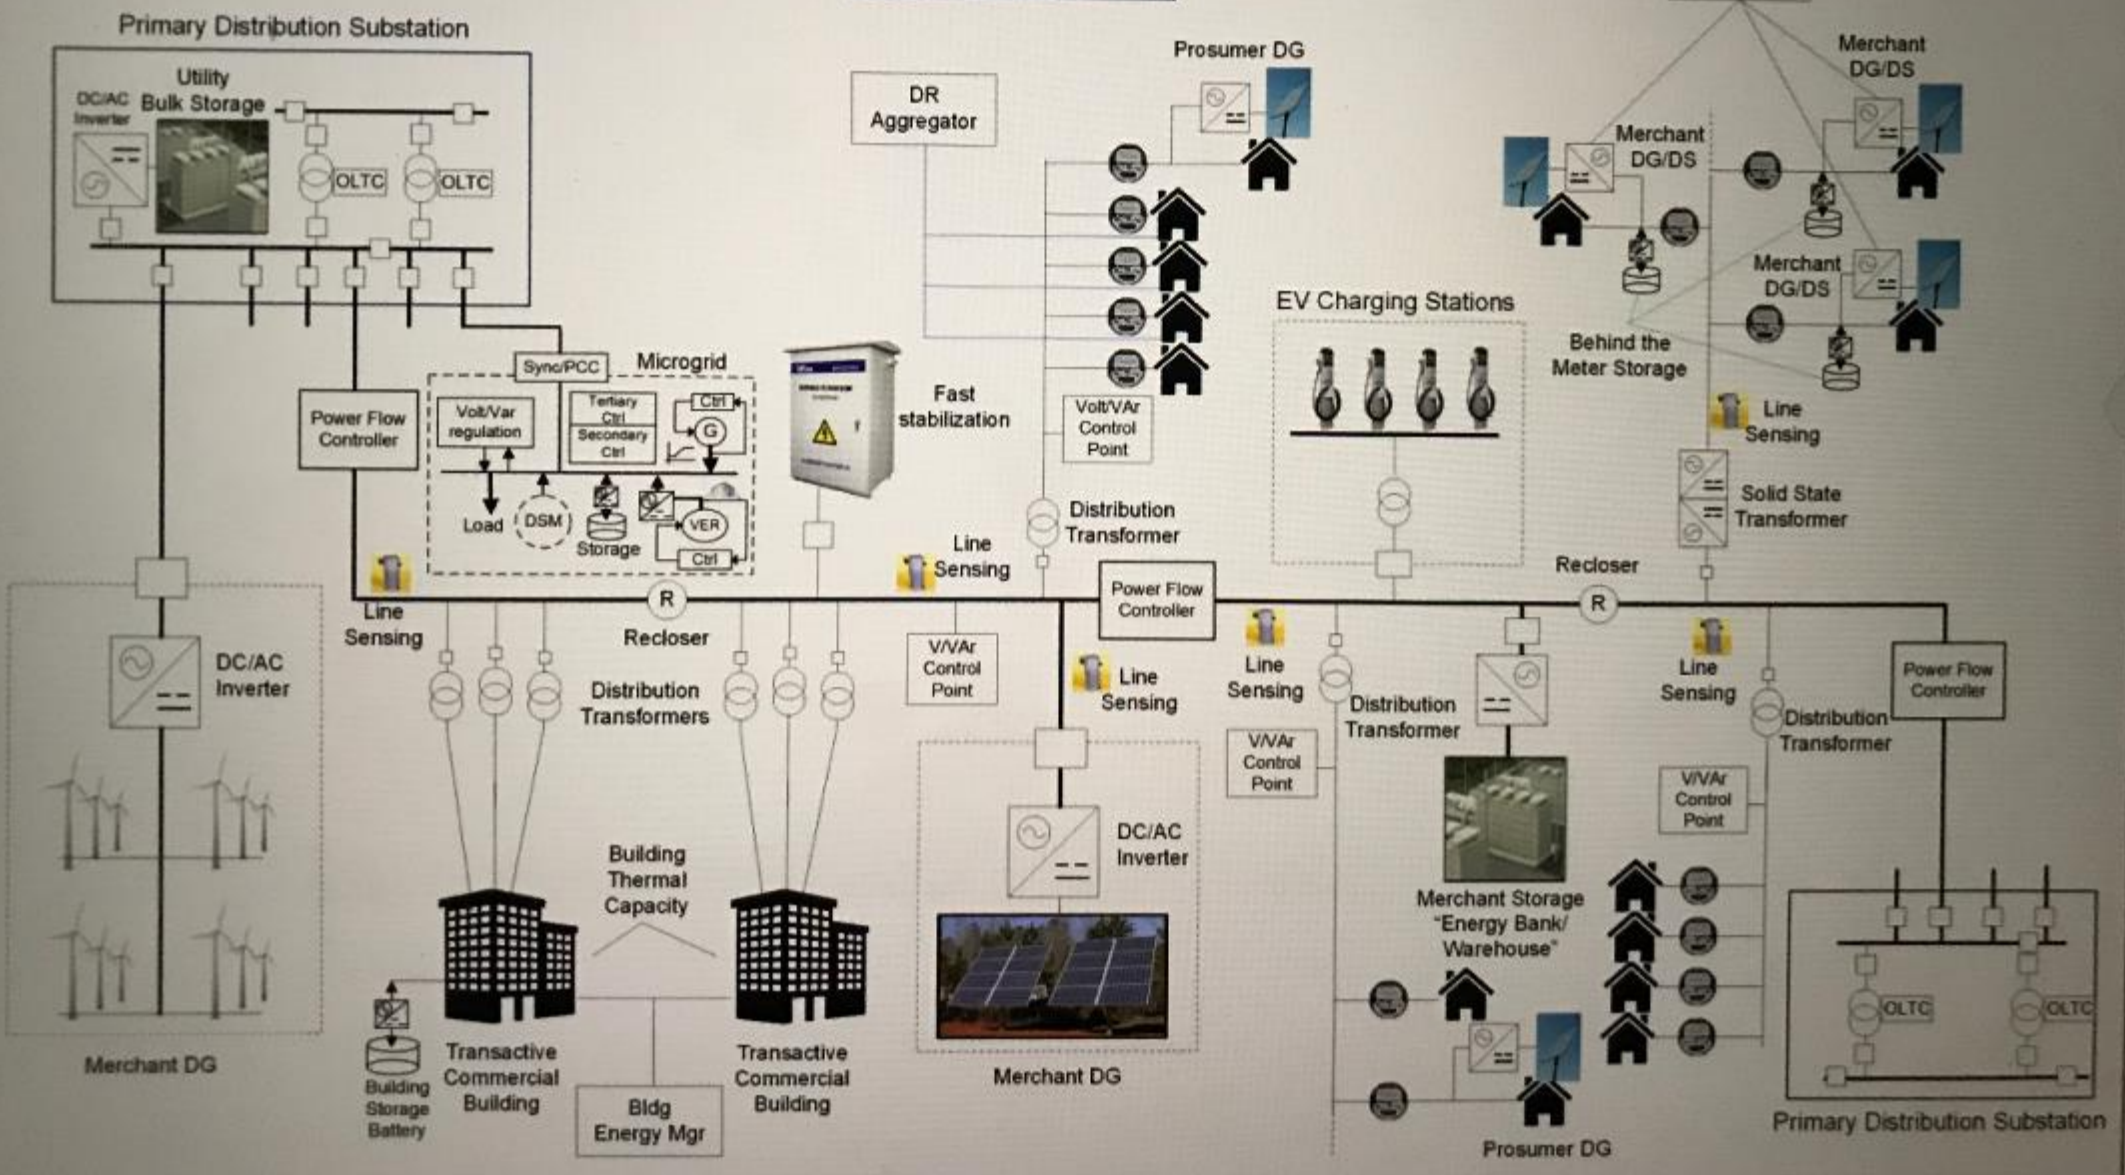 Primary Distribution Substation
Utility
Bulk Storage
DC/AC
Inverter
OLTC
OLTC
DR
Aggregator
Prosumer DG
Merchant
DG/DS
Merchant
DG/DS
Merchant
DG/DS
Behind the
Meter Storage
EV Charging Stations
Sync/PCC
Microgrid
Power Flow
Controller
Volt/Var
regulation
Tertiary
Ctrl
Secondary
Ctrl
Ctrl
G
Load
DSM
Storage
VER
Ctrl
Fast
stabilization
Volt/VAr
Control
Point
Line
Sensing
Solid State
Transformer
Distribution
Transformer
Line
Sensing
Line
Sensing
R
Recloser
Power Flow
Controller
Recloser
R
V/VAr
Control
Point
Line
Sensing
Line
Sensing
Line
Sensing
Power Flow
Controller
DC/AC
Inverter
Distribution
Transformers
Distribution
Transformer
Distribution
Transformer
V/VAr
Control
Point
V/VAr
Control
Point
DC/AC
Inverter
Building
Thermal
Capacity
Merchant Storage
"Energy Bank/
Warehouse"
OLTC
OLTC
Merchant DG
Building
Storage
Battery
Transactive
Commercial
Building
Bldg
Energy Mgr
Transactive
Commercial
Building
Merchant DG
Prosumer DG
Primary Distribution Substation